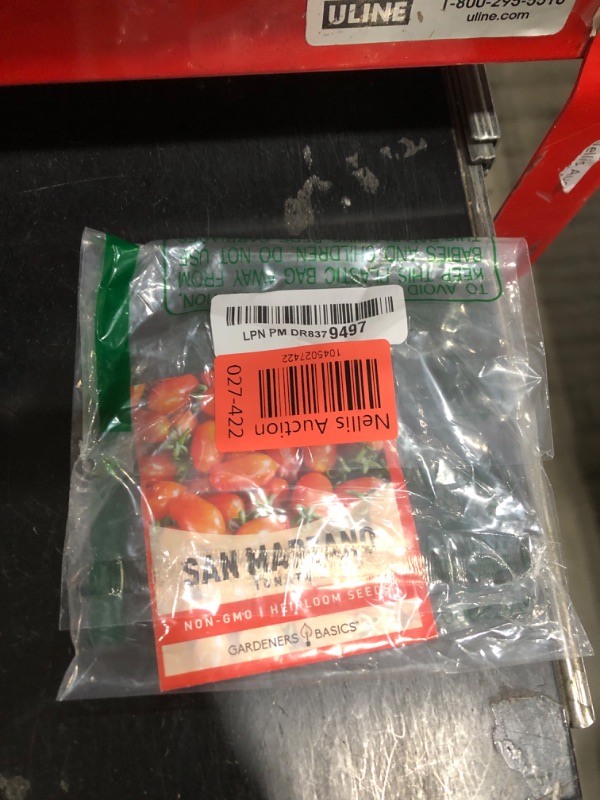 ULINE
uline.com
TO AVOID
KEEP THIS PLASTIC BAG AWAY FROM
BABIES AND CHILDREN DO NOT USE
LPN PM DR8379497
1045027422
027-422
Nellis Auction
SAN MARZANO
TOMATO
NON-GMO | HEIRLOOM SEEDS
GARDENERS BASICS